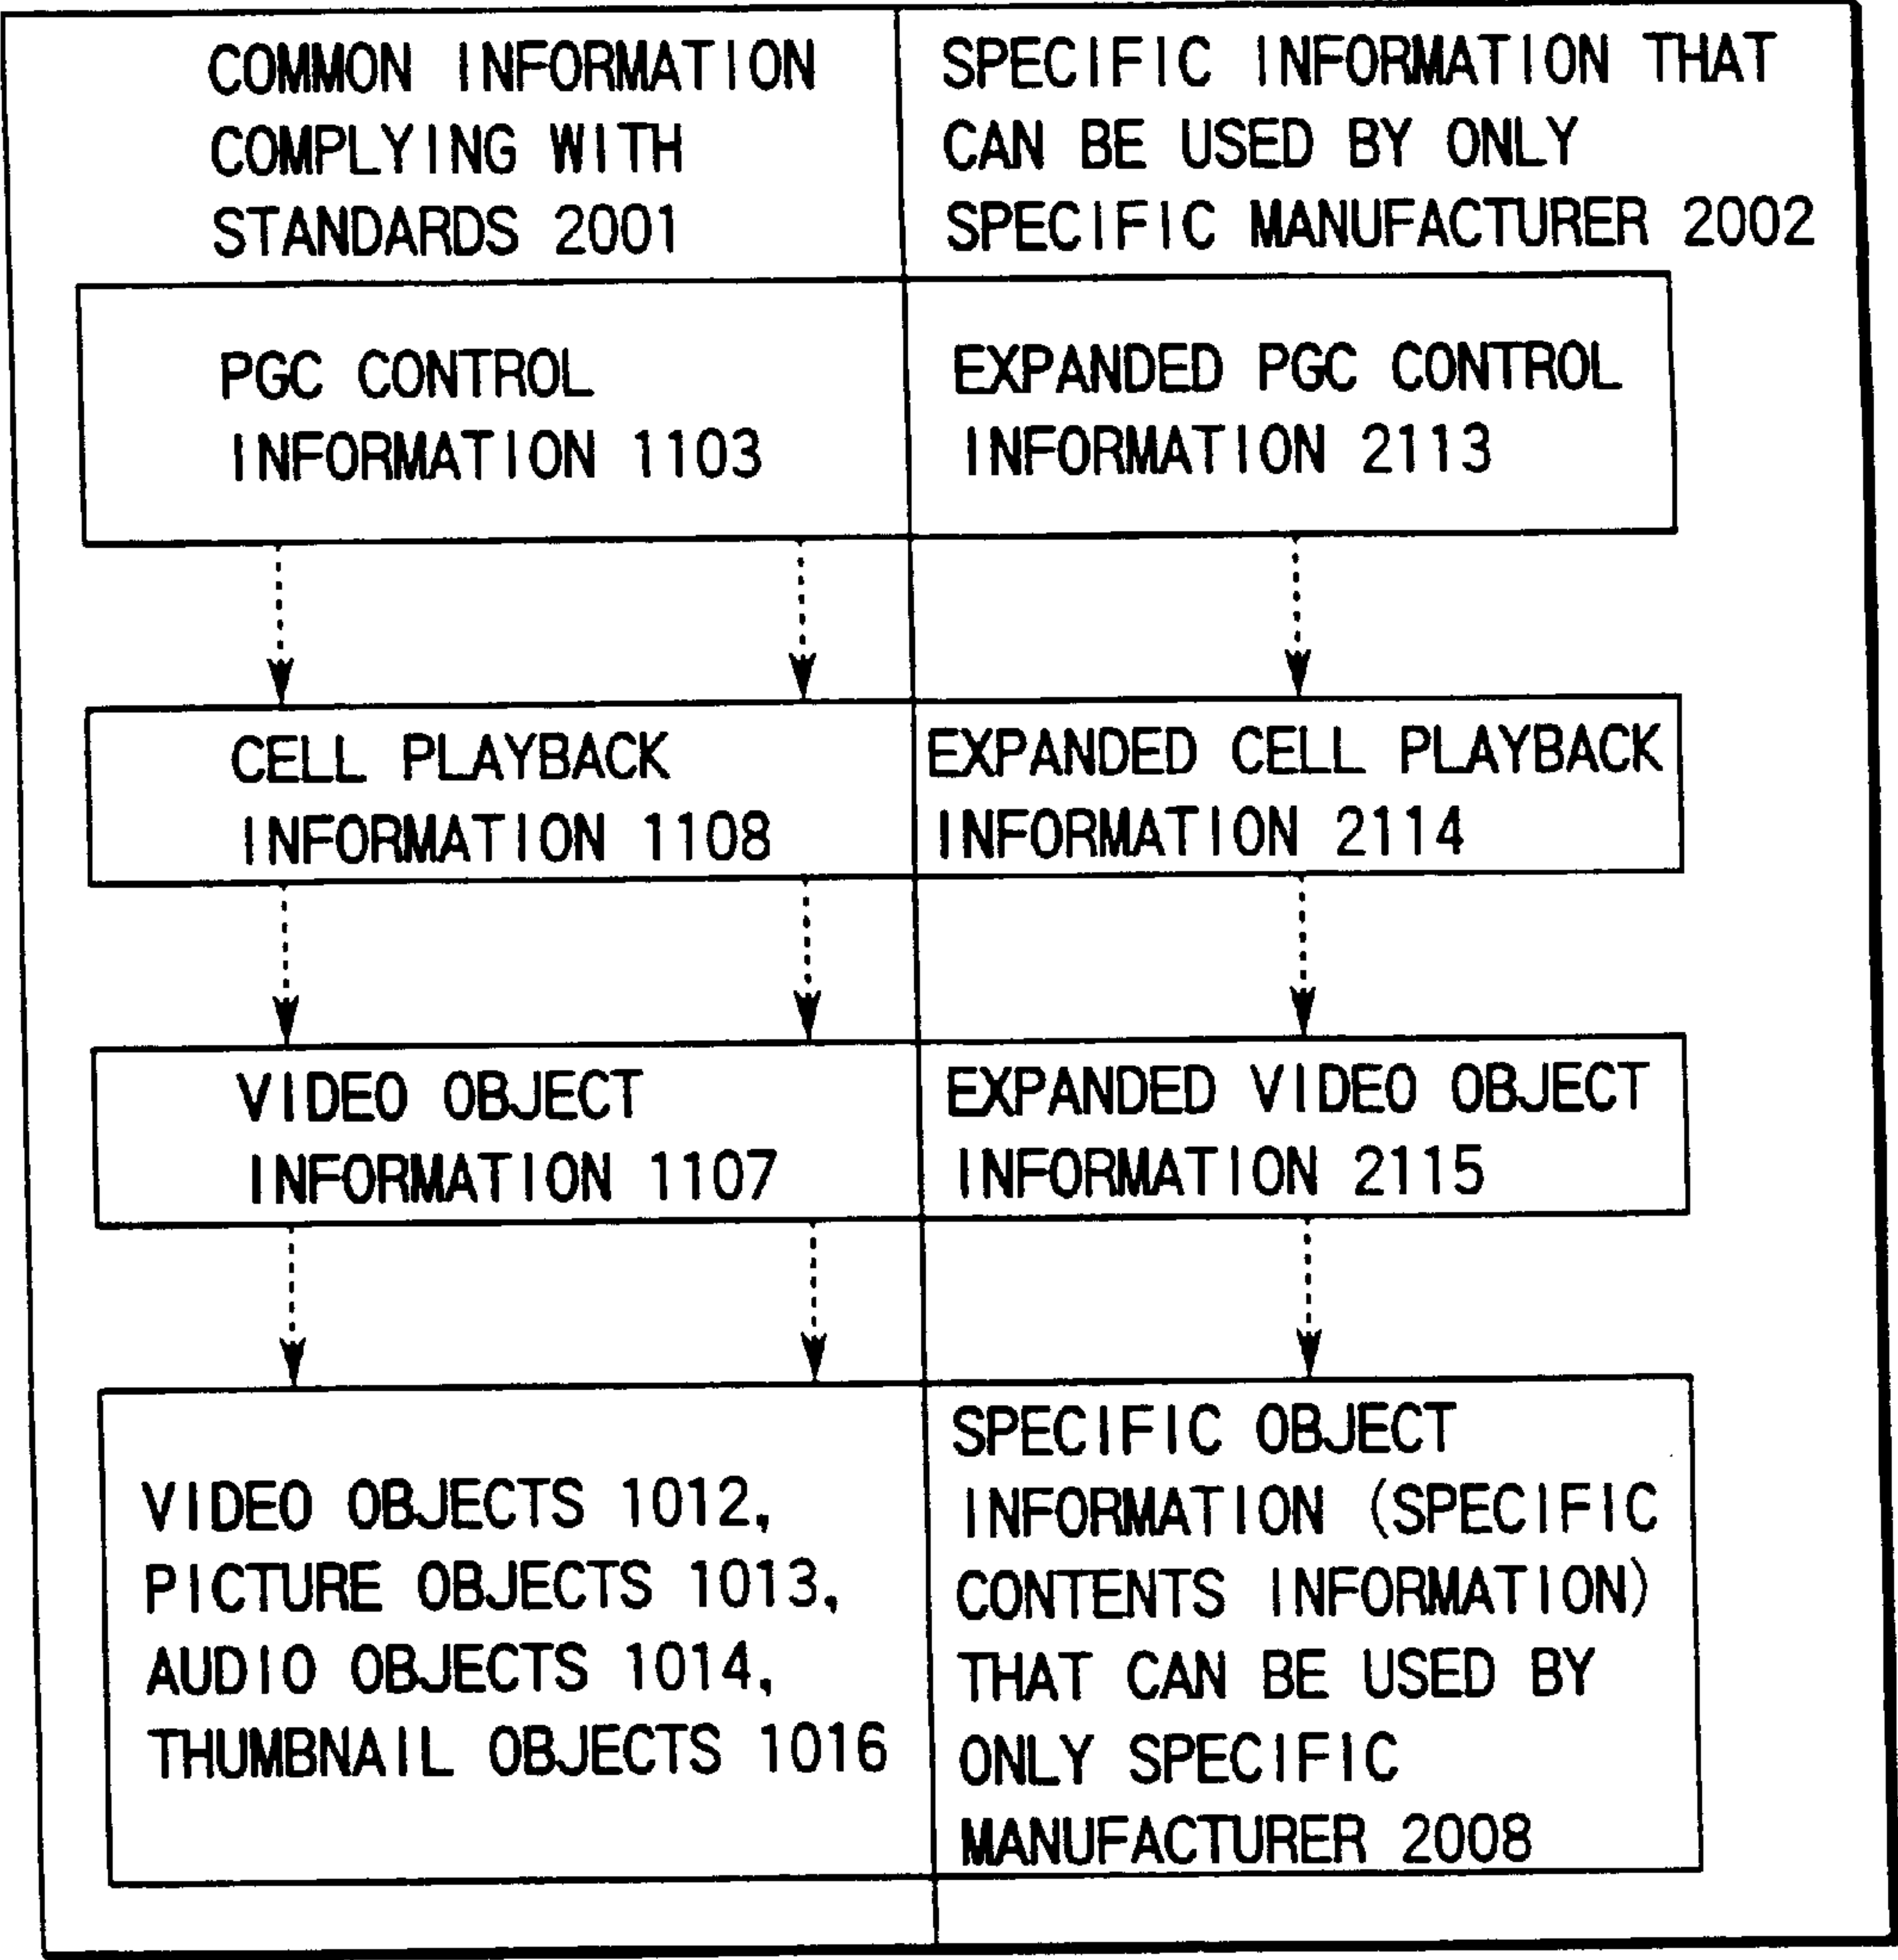 COMMON INFORMATION
COMPLYING WITH
STANDARDS 2001
SPECIFIC INFORMATION THAT
CAN BE USED BY ONLY
SPECIFIC MANUFACTURER 2002
PGC CONTROL
INFORMATION 1103
EXPANDED PGC CONTROL
INFORMATION 2113
CELL PLAYBACK
INFORMATION 1108
EXPANDED CELL PLAYBACK
INFORMATION 2114
VIDEO OBJECT
INFORMATION 1107
EXPANDED VIDEO OBJECT
INFORMATION 2115
VIDEO OBJECTS 1012,
PICTURE OBJECTS 1013,
AUDIO OBJECTS 1014,
THUMBNAIL OBJECTS 1016
SPECIFIC OBJECT
INFORMATION (SPECIFIC
CONTENTS INFORMATION)
THAT CAN BE USED BY
ONLY SPECIFIC
MANUFACTURER 2008